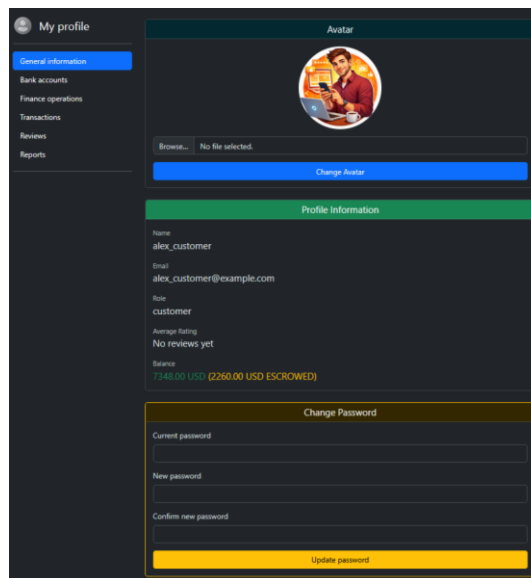 My profile
General information
Bank accounts
Finance operations
Transactions
Reviews
Reports
Avatar
Browse... No file selected.
Change Avatar
Profile Information
Name
alex_customer
Email
alex_customer@example.com
Role
customer
Average Rating
No reviews yet
Balance
7348.00 USD (2260.00 USD ESCROWED)
Change Password
Current password
New password
Confirm new password
Update password